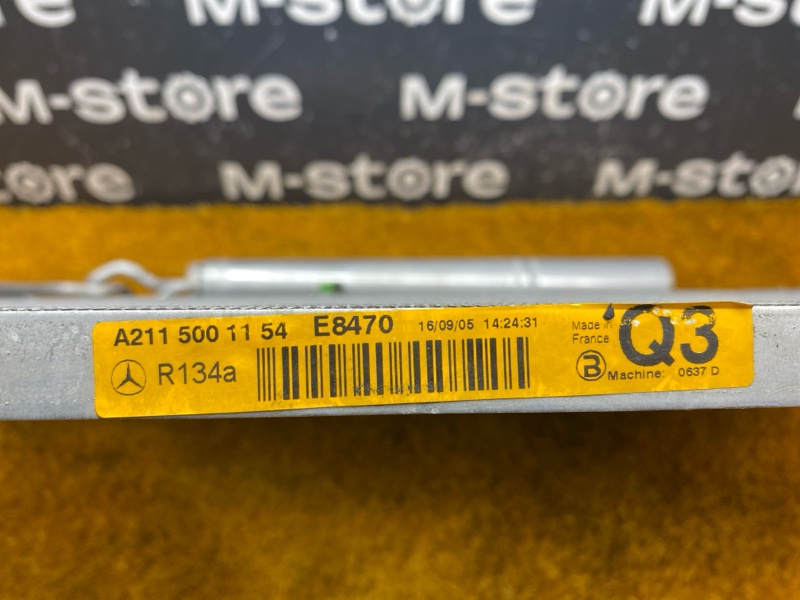 M-store
M-store M-store
M-store M-store M-store
A211 500 11 54 E8470 16/09/05 14:24:31 Made in France Q3
R134a B Machine: 0637 D